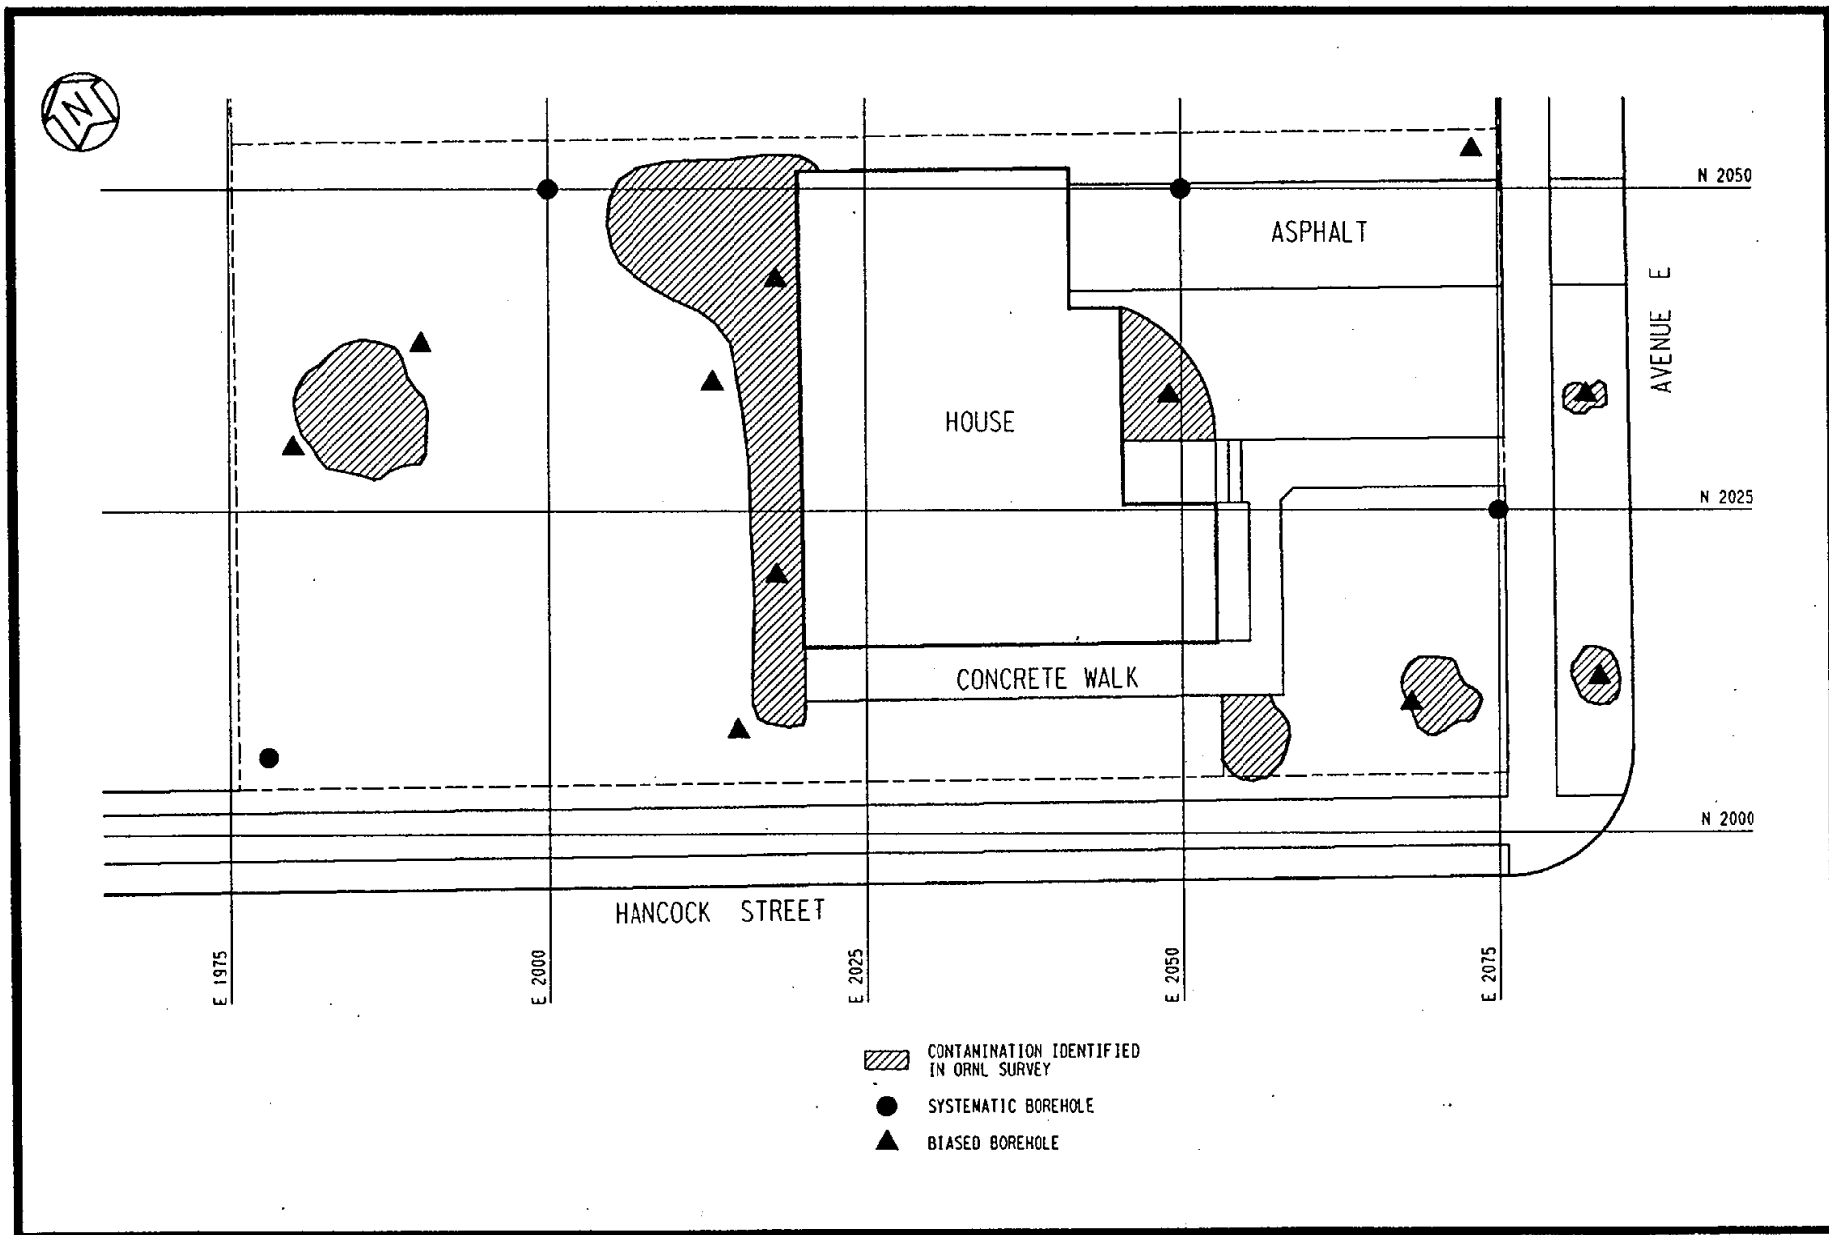 N
N 2050
ASPHALT
AVENUE E
HOUSE
N 2025
CONCRETE WALK
N 2000
HANCOCK STREET
E 1975
E 2000
E 2025
E 2050
E 2075
CONTAMINATION IDENTIFIED
IN ORNL SURVEY
SYSTEMATIC BOREHOLE
BIASED BOREHOLE